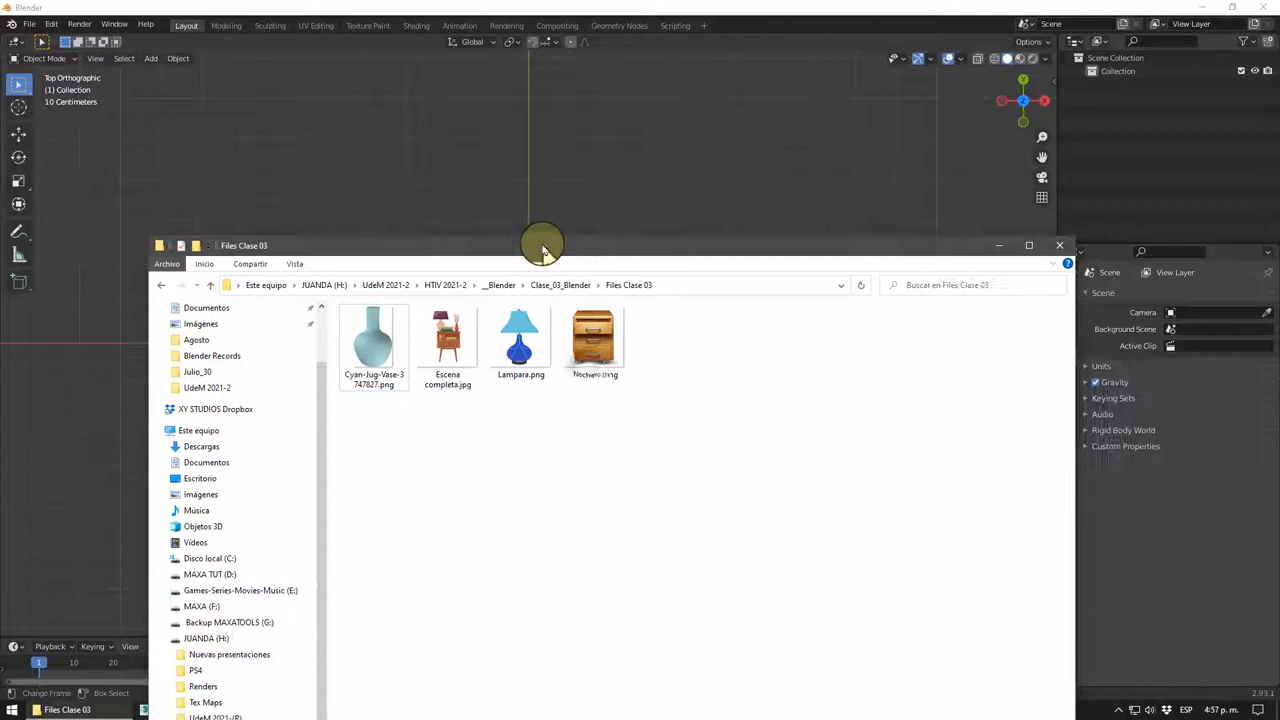 Blender
File Edit Render Window Help Layout Modeling Sculpting UV Editing Texture Paint Shading Animation Rendering Compositing Geometry Nodes Scripting Scene View Layer
Global Options
Object Mode View Select Add Object
Scene Collection
Collection
Top Orthographic
(1) Collection
10 Centimeters
Y
X
Z
Files Clase 03
Archivo Inicio Compartir Vista
Este equipo JUANDA (H:) UdeM 2021-2 HTIV 2021-2 __Blender Clase_03_Blender Files Clase 03
Buscar en Files Clase 03
Documentos
Imágenes
Agosto
Blender Records
Julio_30
UdeM 2021-2
XY STUDIOS Dropbox
Este equipo
Descargas
Documentos
Escritorio
Imágenes
Música
Objetos 3D
Vídeos
Disco local (C:)
MAXA TUT (D:)
Games-Series-Movies-Music (E:)
MAXA (F:)
Backup MAXATOOLS (G:)
JUANDA (H:)
Nuevas presentaciones
PS4
Renders
Tex Maps
UdeM 2021-(R)
Cyan-Jug-Vase-3
747827.png
Escena
completa.jpg
Lampara.png
Scene View Layer
Scene
Camera
Background Scene
Active Clip
Units
Gravity
Keying Sets
Audio
Rigid Body World
Custom Properties
Playback Keying View
1 10 20
Change Frame Box Select
2.93.1
Files Clase 03
ESP 4:57 p. m.